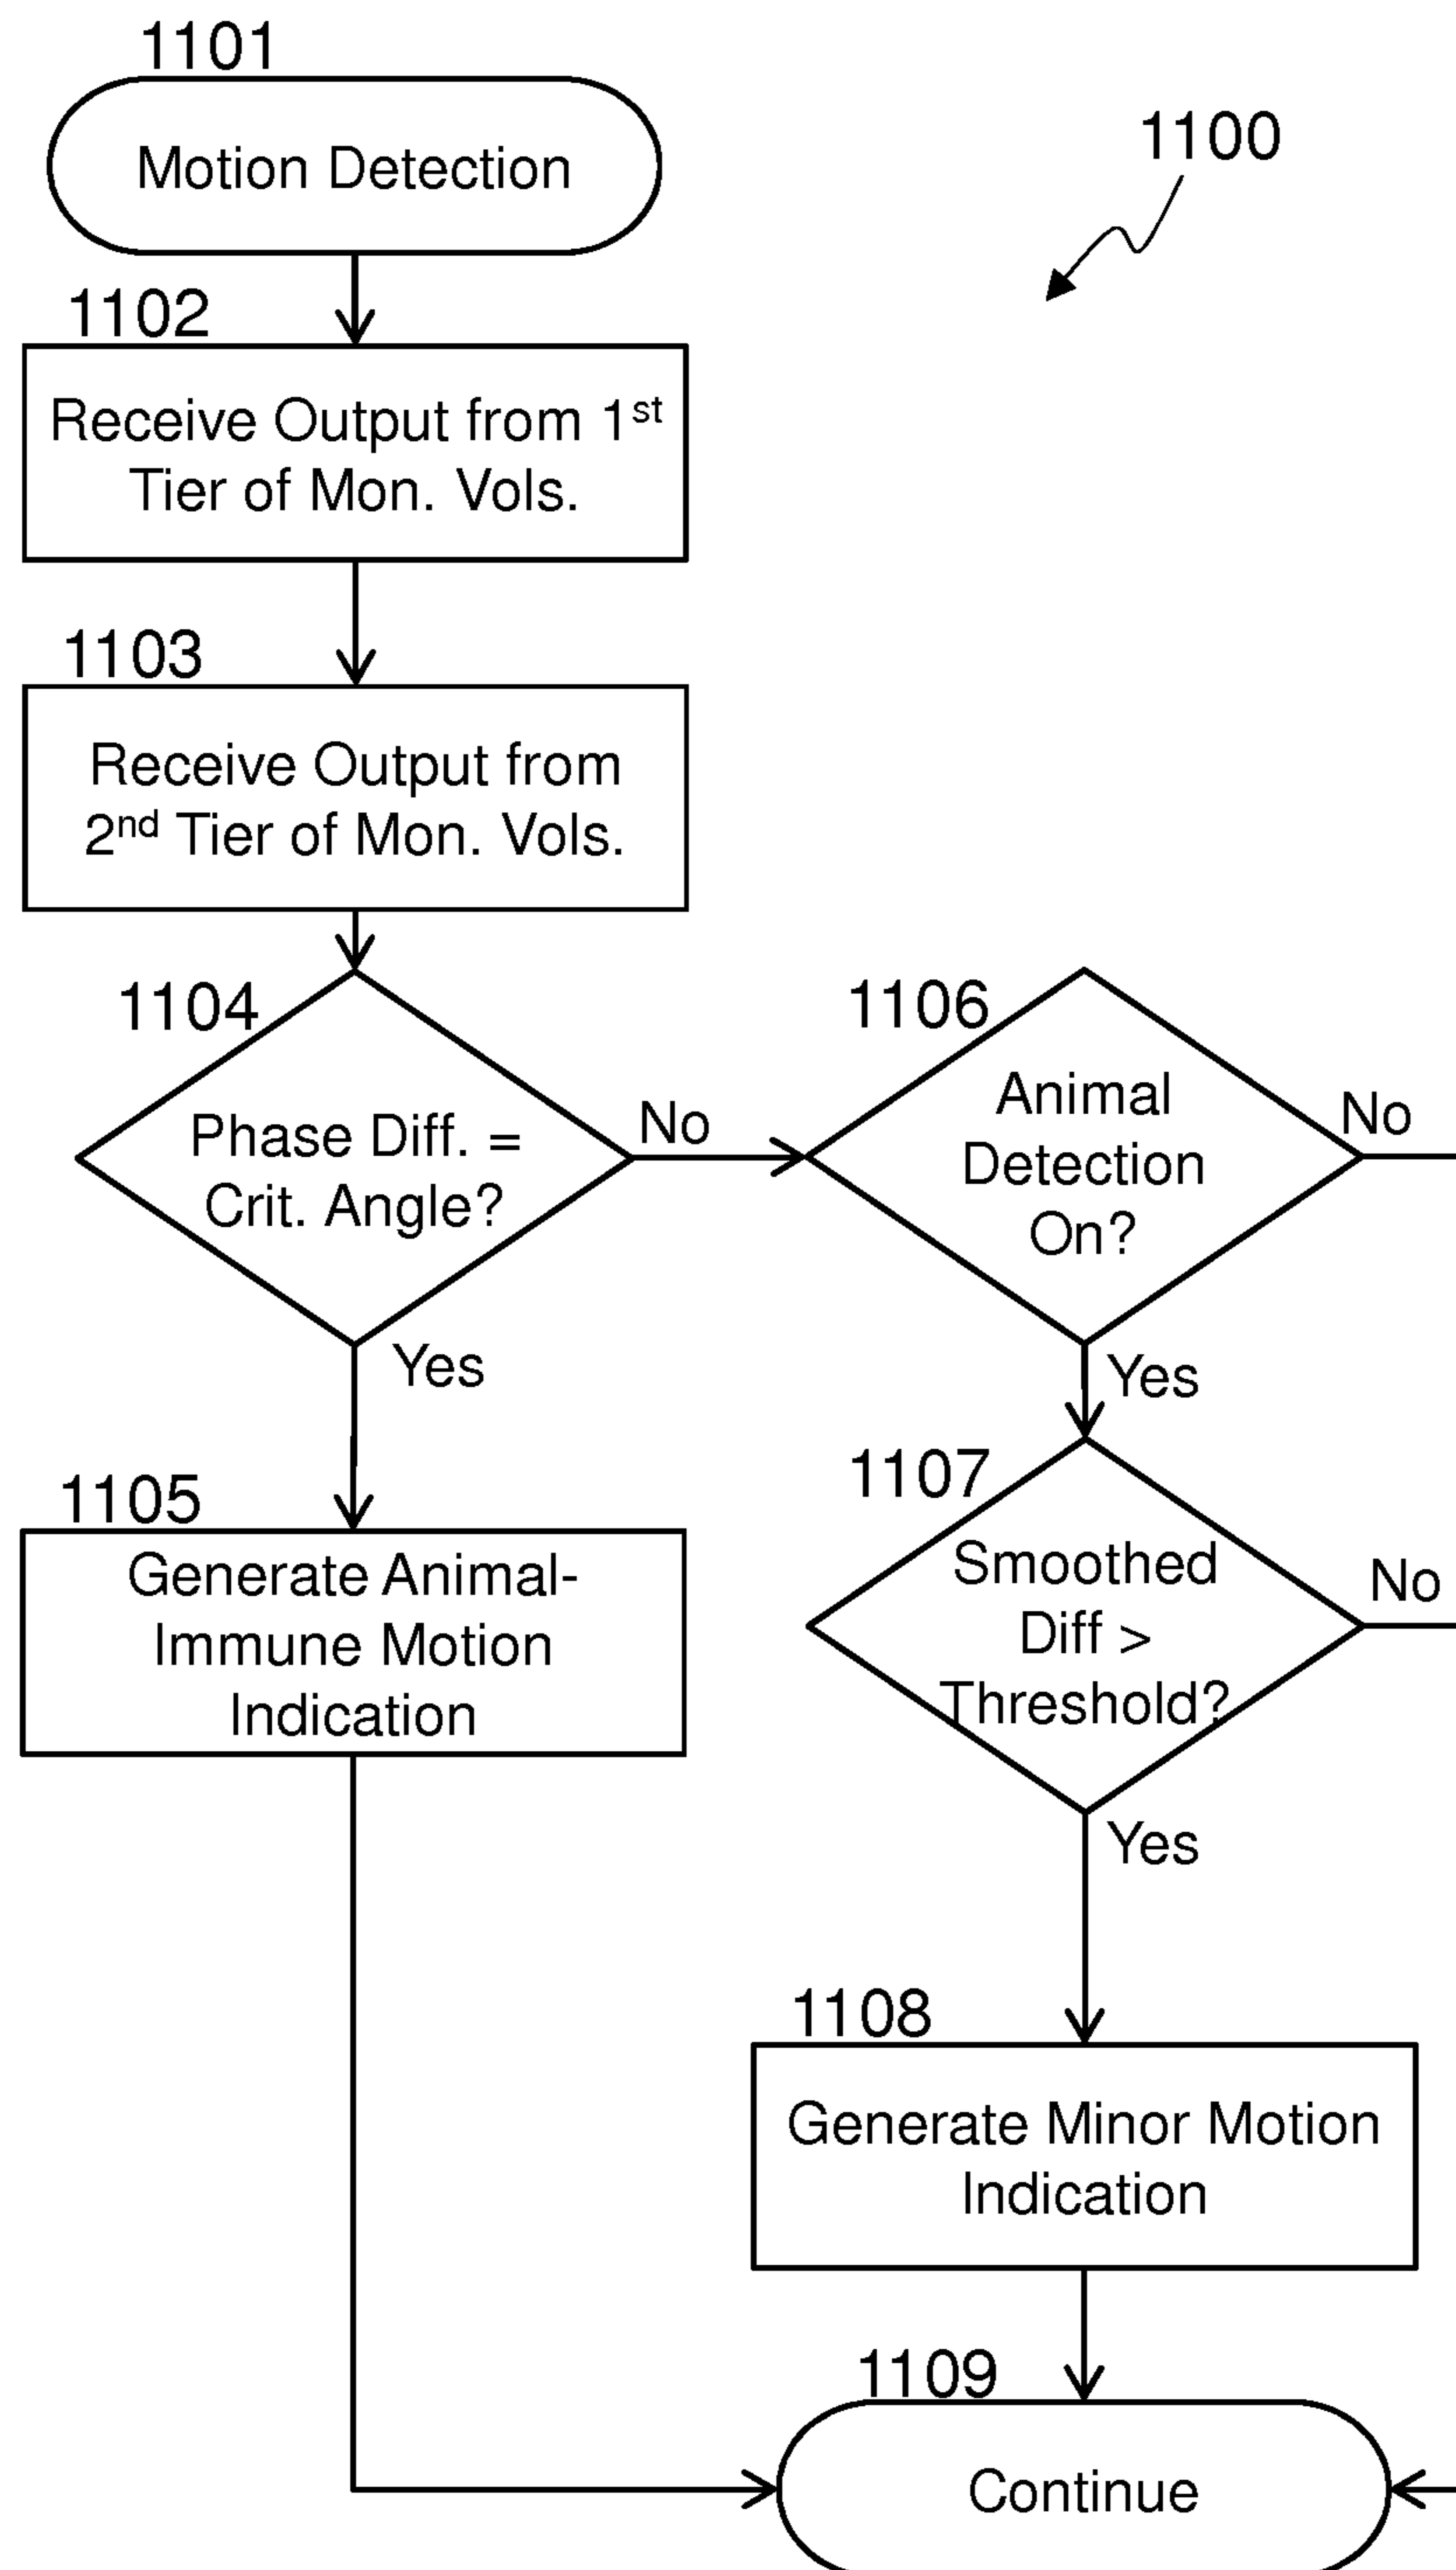 1101
Motion Detection
1100
1102
Receive Output from 1st
Tier of Mon. Vols.
1103
Receive Output from
2nd Tier of Mon. Vols.
1104
Phase Diff. =
Crit. Angle?
No
Yes
1106
Animal
Detection
On?
No
Yes
1105
Generate Animal-
Immune Motion
Indication
1107
Smoothed
Diff >
Threshold?
No
Yes
1108
Generate Minor Motion
Indication
1109
Continue